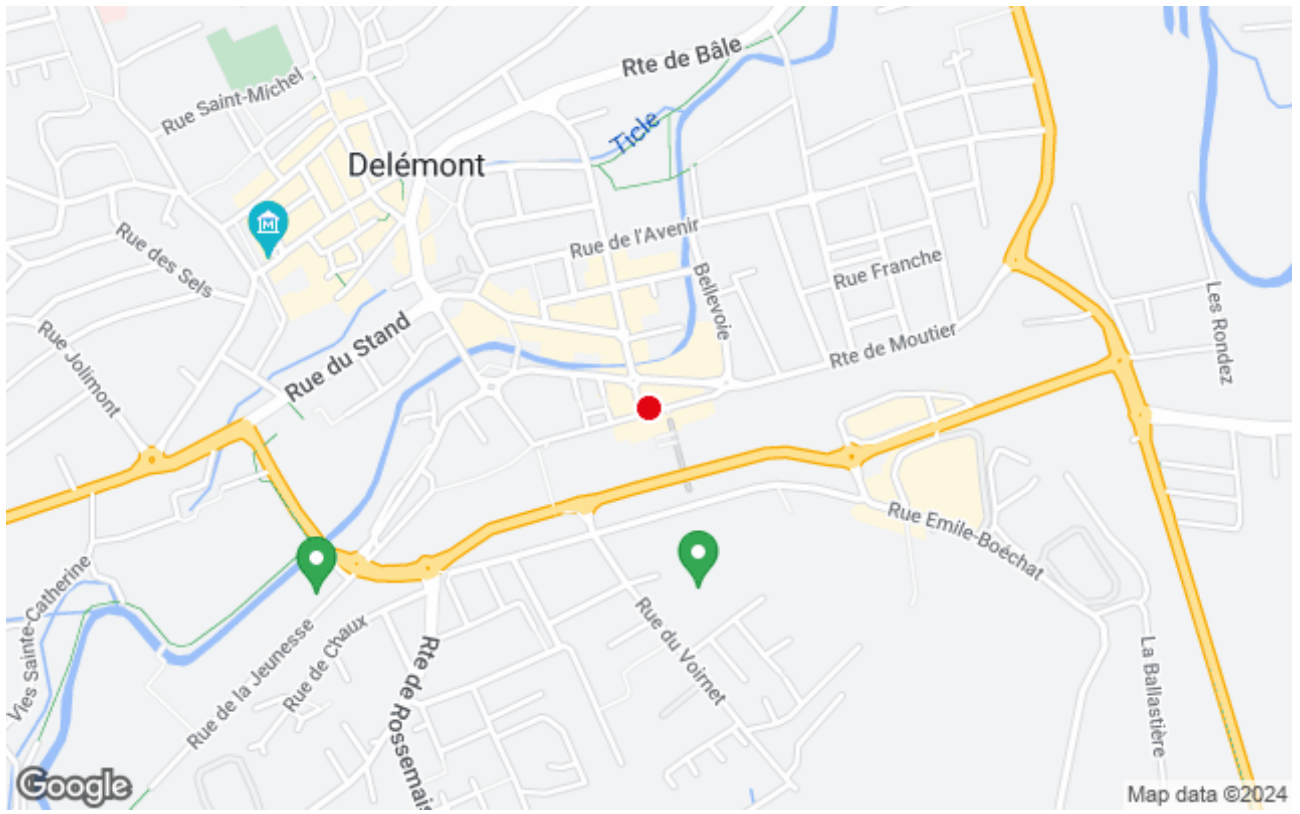 Rte de Bâle
Rue Saint-Michel
Ticle
Delémont
M
Rue de l'Avenir
Rue des Sels
Rue Franche
Bellevoie
Les Rondez
Rue du Stand
Rue Jolimont
Rte de Moutier
Rue Emile-Boéchat
Vies Sainte-Catherine
Rue de la Jeunesse
Rue de Chaux
Rue du Voirnet
Rte de Rossemais
La Ballastière
Google
Map data ©2024